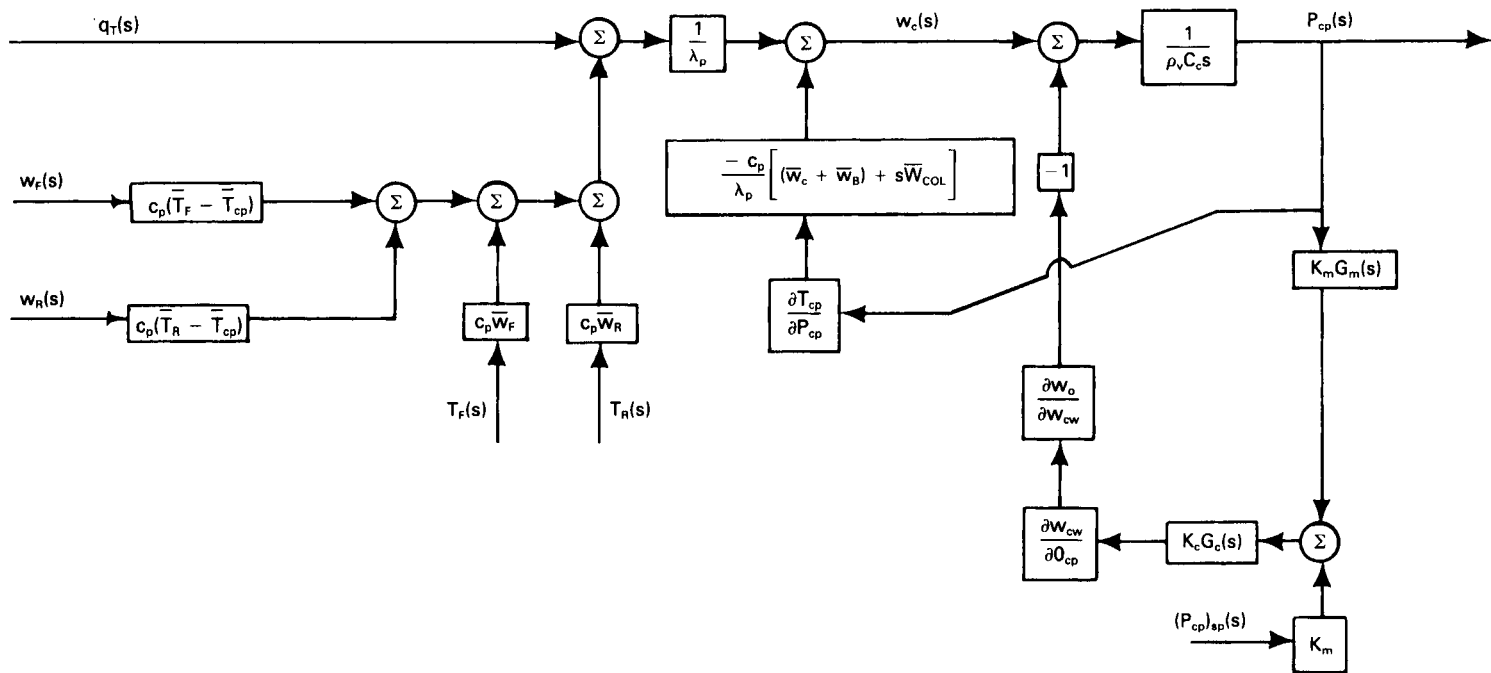 q_T(s)
Σ
1/λ_p
Σ
w_c(s)
Σ
1/(ρ_v C_c s)
P_cp(s)
−c_p/λ_p [(w̅_c + w̅_B) + sW̅_COL]
−1
w_F(s)
c_p(T̅_F − T̅_cp)
Σ
Σ
Σ
K_m G_m(s)
w_R(s)
c_p(T̅_R − T̅_cp)
c_p w̅_F
c_p w̅_R
∂T_cp/∂P_cp
T_F(s)
T_R(s)
∂w_o/∂w_cw
∂w_cw/∂0_cp
K_c G_c(s)
Σ
(P_cp)_sp(s)
K_m